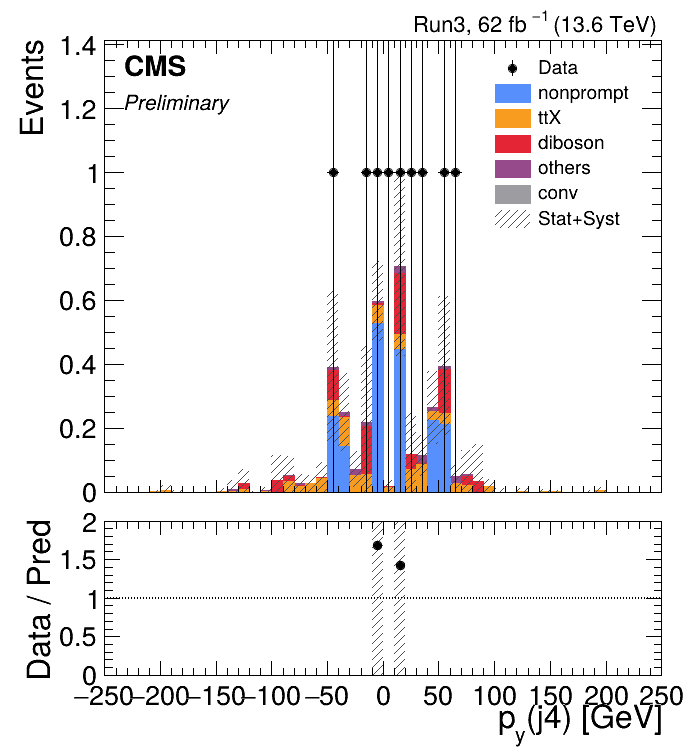 Run3, 62 fb⁻¹ (13.6 TeV)
CMS
Preliminary
Events
1.4
1.2
1
0.8
0.6
0.4
0.2
0
Data
nonprompt
ttX
diboson
others
conv
Stat+Syst
Data / Pred
2
1.5
1
0.5
0
−250 −200 −150 −100 −50 0 50 100 150 200 250
p_y(j4) [GeV]